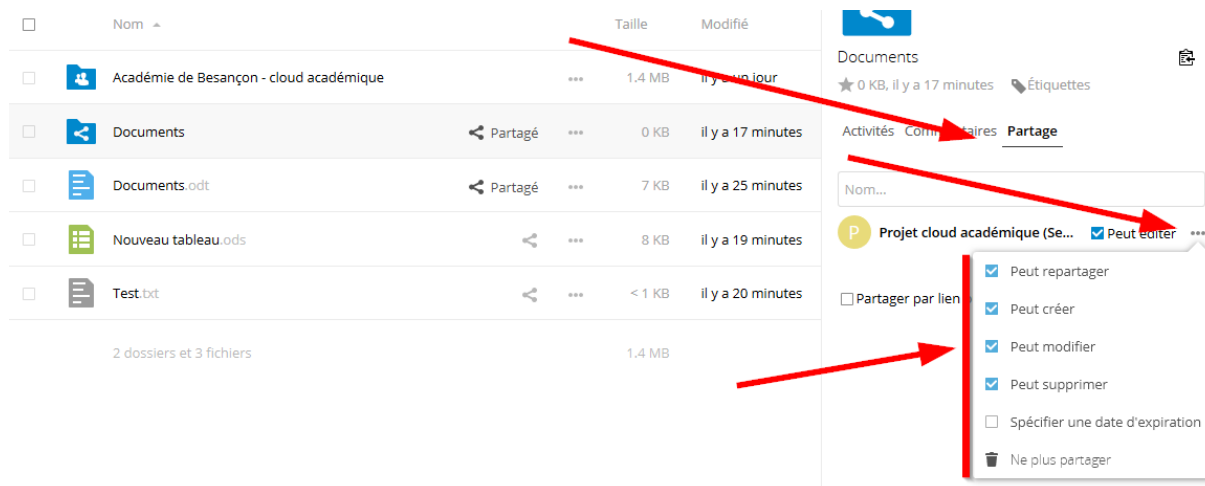 Nom Taille Modifié
Académie de Besançon - cloud académique ••• 1.4 MB il y a un jour
Documents Partagé ••• 0 KB il y a 17 minutes
Documents.odt Partagé ••• 7 KB il y a 25 minutes
Nouveau tableau.ods ••• 8 KB il y a 19 minutes
Test.txt ••• < 1 KB il y a 20 minutes
2 dossiers et 3 fichiers 1.4 MB
Documents
0 KB, il y a 17 minutes Étiquettes
Activités Commentaires Partage
Nom...
P Projet cloud académique (Se... Peut éditer •••
Partager par lien
Peut repartager
Peut créer
Peut modifier
Peut supprimer
Spécifier une date d'expiration
Ne plus partager